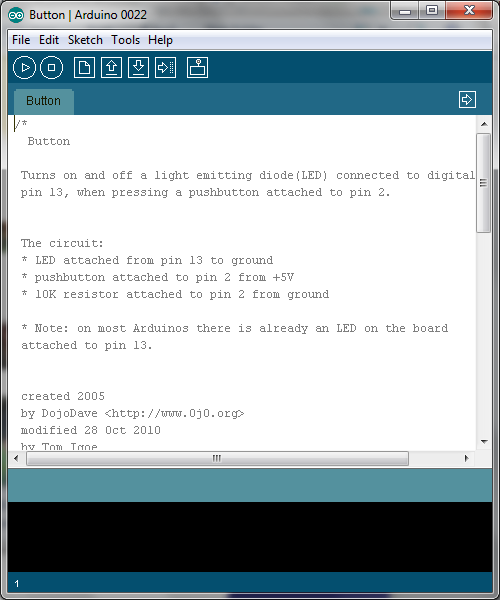 Button | Arduino 0022
File Edit Sketch Tools Help
Button
/*
Button
Turns on and off a light emitting diode(LED) connected to digital
pin 13, when pressing a pushbutton attached to pin 2.
The circuit:
* LED attached from pin 13 to ground
* pushbutton attached to pin 2 from +5V
* 10K resistor attached to pin 2 from ground
* Note: on most Arduinos there is already an LED on the board
attached to pin 13.
created 2005
by DojoDave <http://www.0j0.org>
modified 28 Oct 2010
by Tom Igoe
1